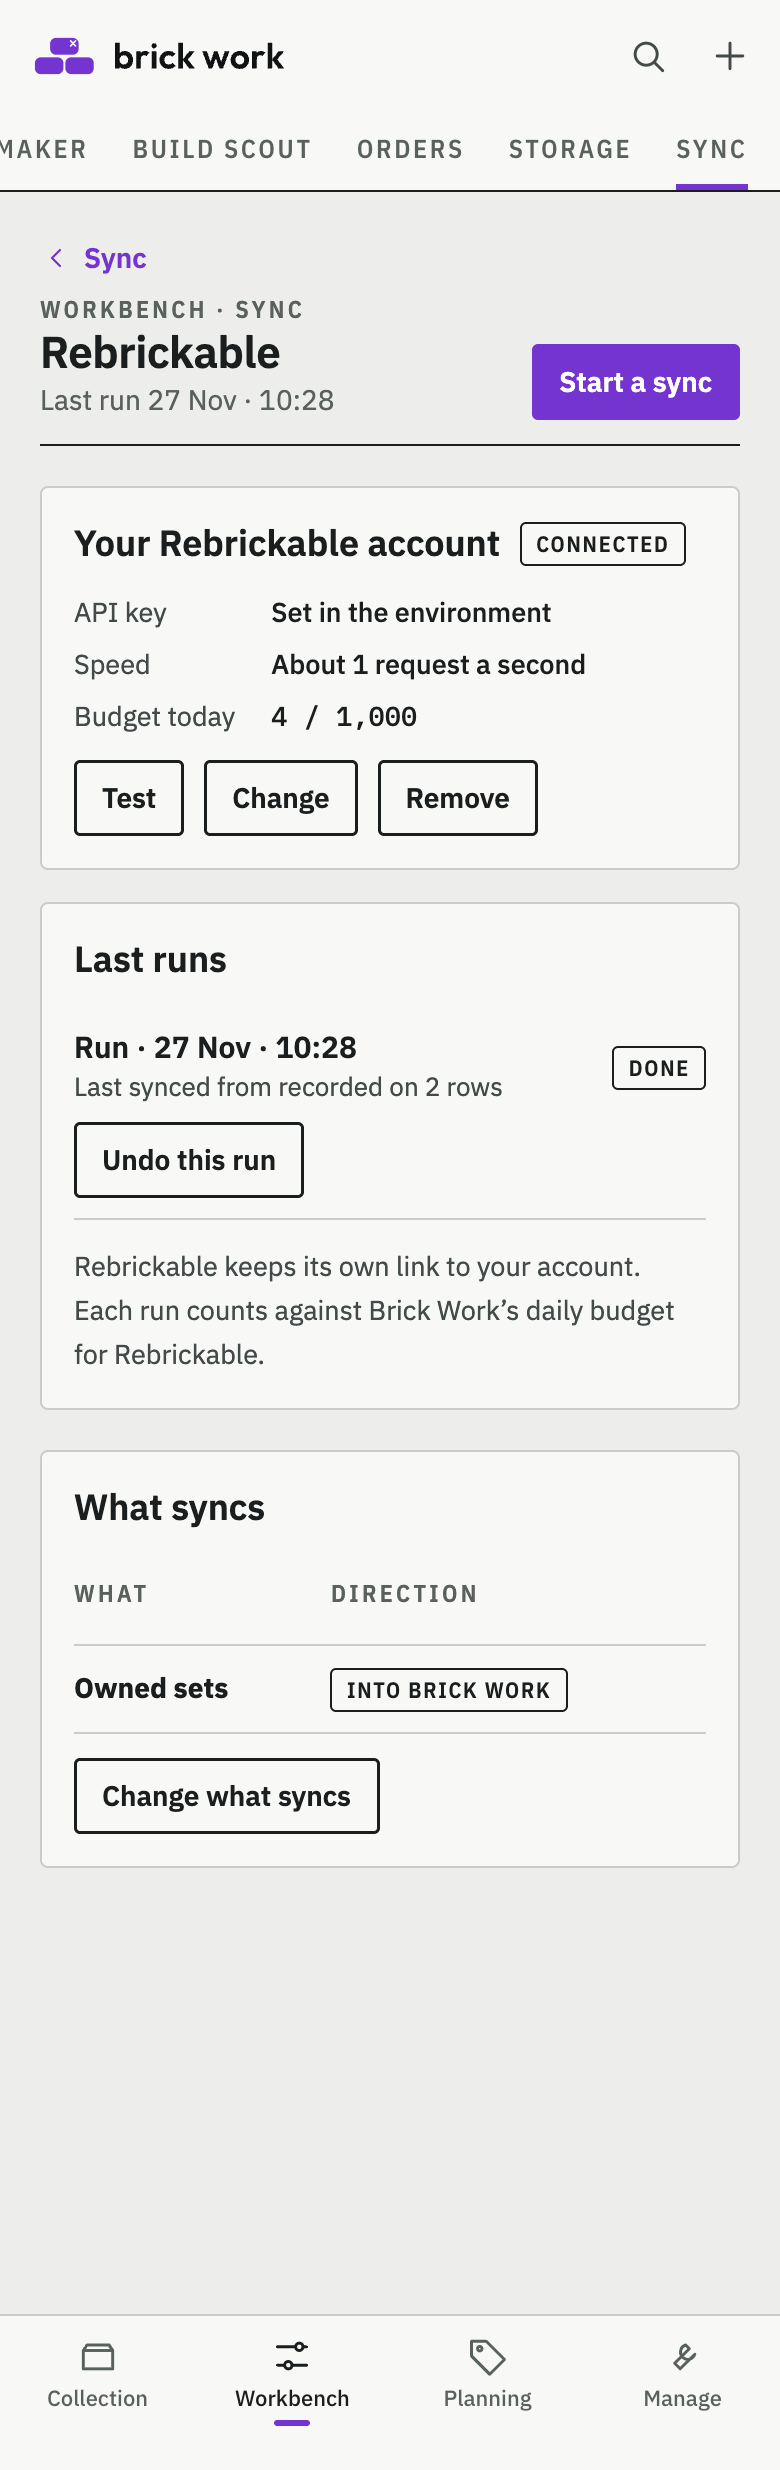 brick work
MAKER BUILD SCOUT ORDERS STORAGE SYNC
Sync
WORKBENCH · SYNC
Rebrickable
Last run 27 Nov · 10:28
Start a sync
Your Rebrickable account CONNECTED
API key Set in the environment
Speed About 1 request a second
Budget today 4 / 1,000
Test Change Remove
Last runs
Run · 27 Nov · 10:28
Last synced from recorded on 2 rows
DONE
Undo this run
Rebrickable keeps its own link to your account.
Each run counts against Brick Work’s daily budget
for Rebrickable.
What syncs
WHAT DIRECTION
Owned sets INTO BRICK WORK
Change what syncs
Collection Workbench Planning Manage